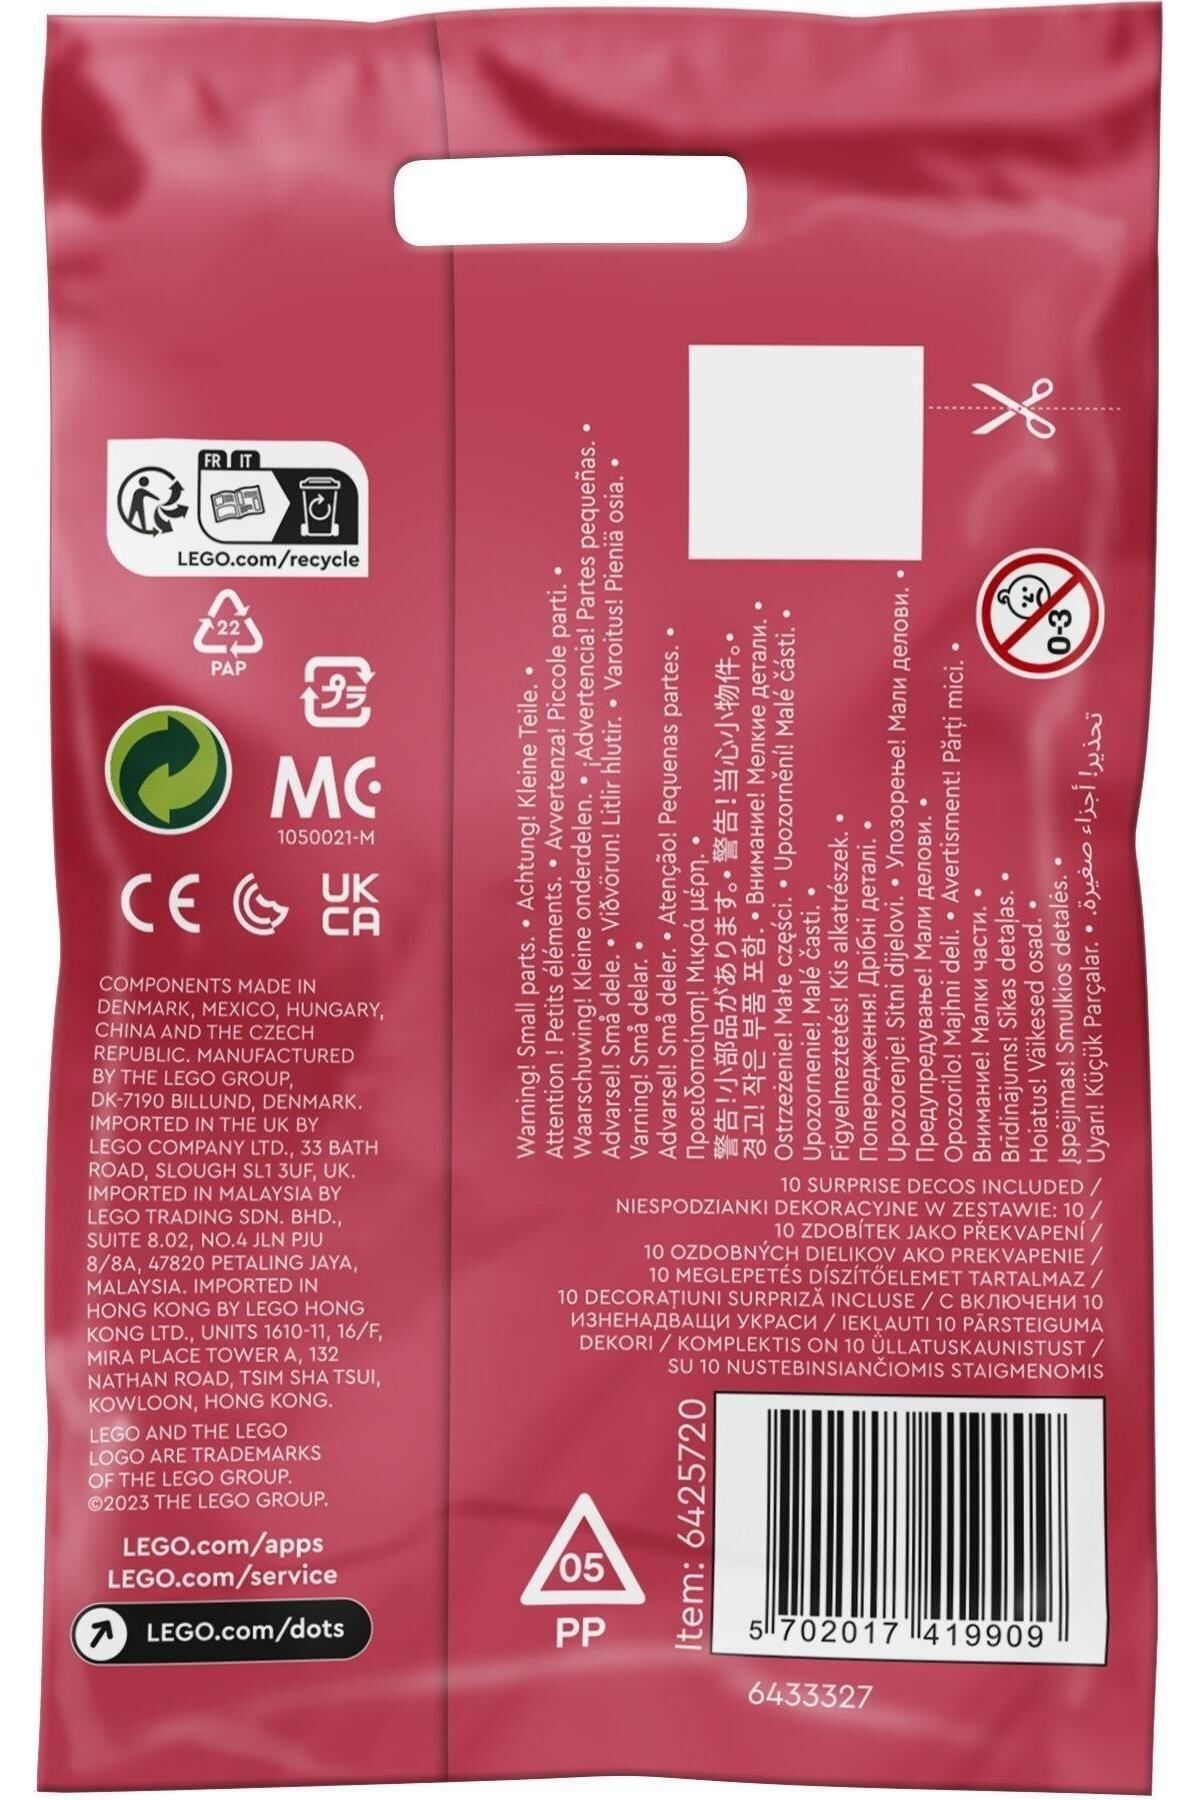 FR IT
LEGO.com/recycle
22
PAP
プラ
MC
1050021-M
CE
UK
CA
COMPONENTS MADE IN
DENMARK, MEXICO, HUNGARY,
CHINA AND THE CZECH
REPUBLIC. MANUFACTURED
BY THE LEGO GROUP,
DK-7190 BILLUND, DENMARK.
IMPORTED IN THE UK BY
LEGO COMPANY LTD., 33 BATH
ROAD, SLOUGH SL1 3UF, UK.
IMPORTED IN MALAYSIA BY
LEGO TRADING SDN. BHD.,
SUITE 8.02, NO.4 JLN PJU
8/8A, 47820 PETALING JAYA,
MALAYSIA. IMPORTED IN
HONG KONG BY LEGO HONG
KONG LTD., UNITS 1610-11, 16/F,
MIRA PLACE TOWER A, 132
NATHAN ROAD, TSIM SHA TSUI,
KOWLOON, HONG KONG.
LEGO AND THE LEGO
LOGO ARE TRADEMARKS
OF THE LEGO GROUP.
©2023 THE LEGO GROUP.
LEGO.com/apps
LEGO.com/service
LEGO.com/dots
0-3
Warning! Small parts. • Achtung! Kleine Teile. •
Attention ! Petits éléments. • Avvertenza! Piccole parti. •
Waarschuwing! Kleine onderdelen. • ¡Advertencia! Partes pequeñas. •
Advarsel! Små dele. • Viðvörun! Litlir hlutir. • Varoitus! Pieniä osia. •
Varning! Små delar. •
Advarsel! Små deler. • Atenção! Pequenas partes. •
Προειδοποίηση! Μικρά μέρη. •
警告!小部品があります。• 警告!当心小物件。•
경고! 작은 부품 포함. • Внимание! Мелкие детали. •
Ostrzeżenie! Małe części. • Upozornění! Malé části. •
Upozornenie! Malé časti. •
Figyelmeztetés! Kis alkatrészek. •
Попередження! Дрібні деталі. •
Upozorenje! Sitni dijelovi. • Упозорење! Мали делови. •
Предупредување! Мали делови. •
Opozorilo! Majhni deli. • Avertisment! Părți mici. •
Внимание! Малки части. •
Brīdinājums! Sīkas detaļas. •
Hoiatus! Väikesed osad. •
Įspėjimas! Smulkios detalės. •
Uyarı! Küçük Parçalar. • تحذير! أجزاء صغيرة.
10 SURPRISE DECOS INCLUDED /
NIESPODZIANKI DEKORACYJNE W ZESTAWIE: 10 /
10 ZDOBÍTEK JAKO PŘEKVAPENÍ /
10 OZDOBNÝCH DIELIKOV AKO PREKVAPENIE /
10 MEGLEPETÉS DÍSZÍTŐELEMET TARTALMAZ /
10 DECORAȚIUNI SURPRIZĂ INCLUSE / С ВКЛЮЧЕНИ 10
ИЗНЕНАДВАЩИ УКРАСИ / IEKĻAUTI 10 PĀRSTEIGUMA
DEKORI / KOMPLEKTIS ON 10 ÜLLATUSKAUNISTUST /
SU 10 NUSTEBINSIANČIOMIS STAIGMENOMIS
05
PP
Item: 6425720
5 702017 419909
6433327